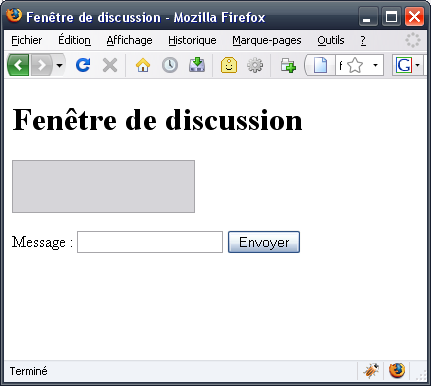 Fenêtre de discussion - Mozilla Firefox
Fichier Édition Affichage Historique Marque-pages Outils ?
f
G
Fenêtre de discussion
Message : Envoyer
Terminé